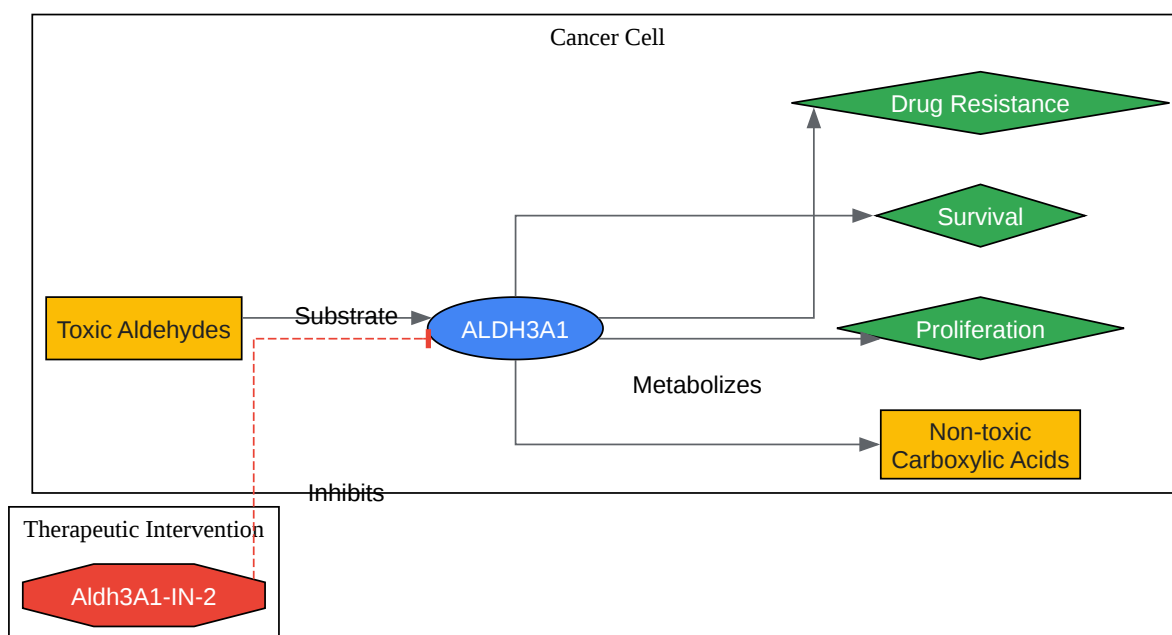 Cancer Cell
Drug Resistance
Survival
Toxic Aldehydes
Substrate
ALDH3A1
Proliferation
Metabolizes
Non-toxic
Carboxylic Acids
Inhibits
Therapeutic Intervention
Aldh3A1-IN-2